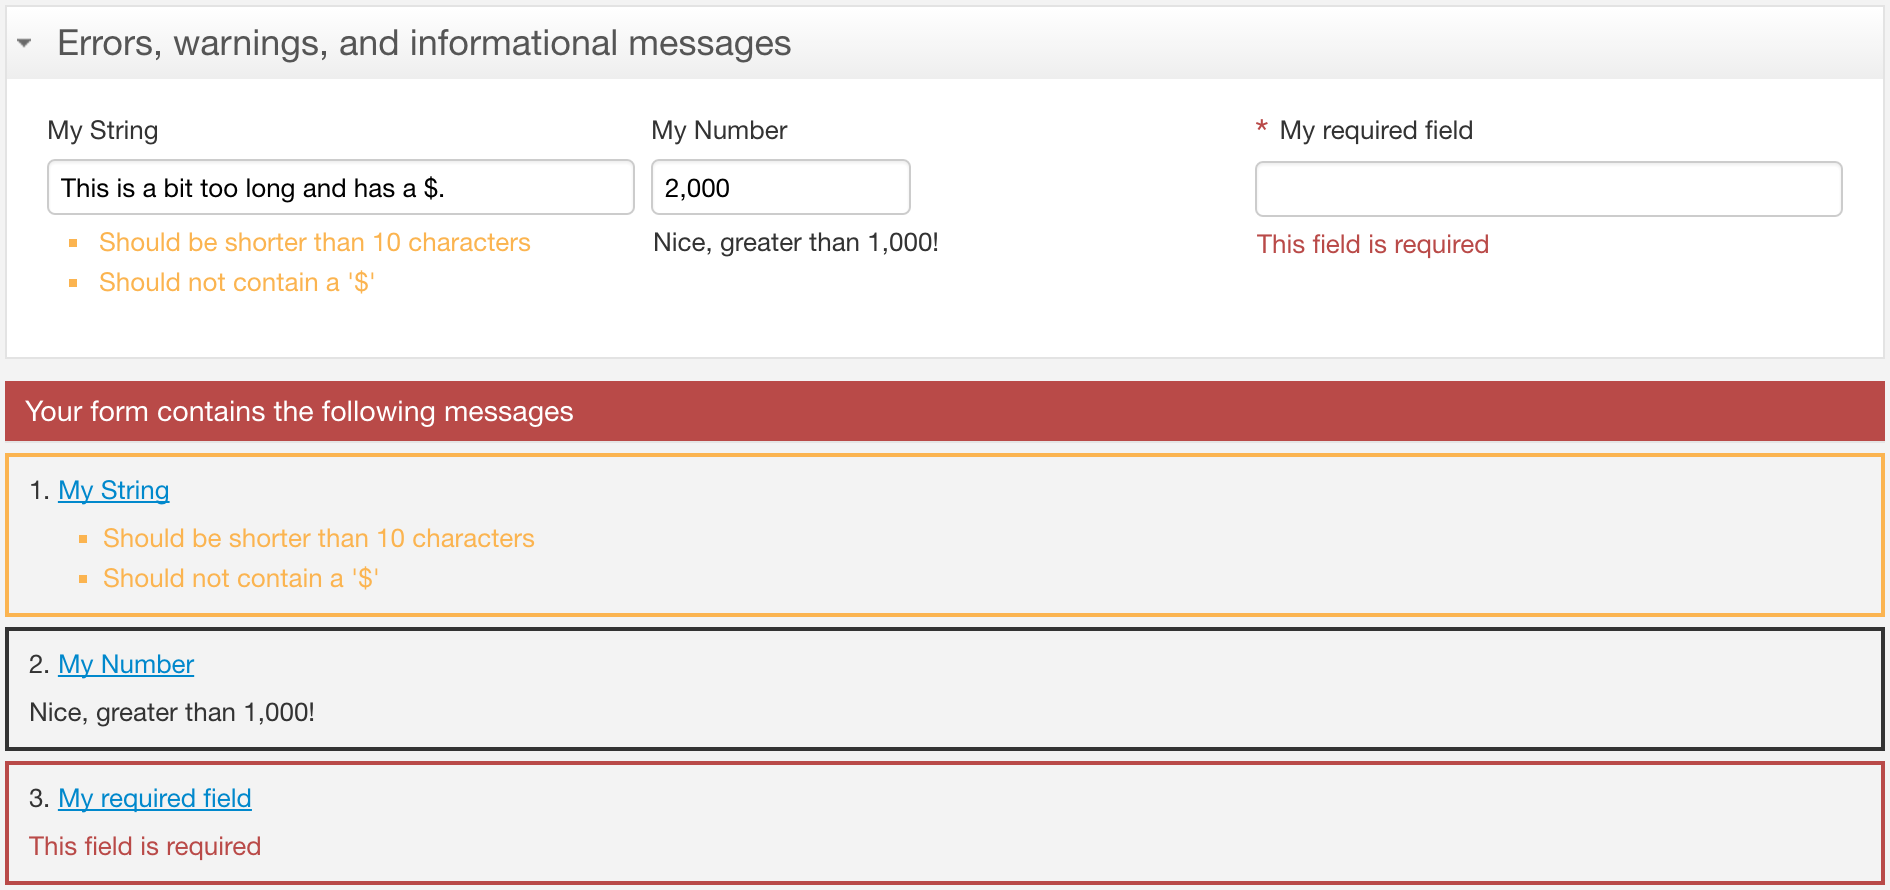 Errors, warnings, and informational messages
My String
My Number
* My required field
This is a bit too long and has a $.
2,000
Should be shorter than 10 characters
Should not contain a '$'
Nice, greater than 1,000!
This field is required
Your form contains the following messages
1. My String
Should be shorter than 10 characters
Should not contain a '$'
2. My Number
Nice, greater than 1,000!
3. My required field
This field is required